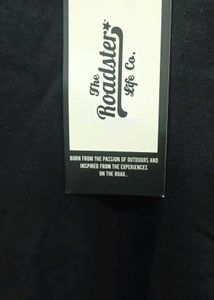 The
Roadster
Life Co.
BORN FROM THE PASSION OF OUTDOORS AND
INSPIRED FROM THE EXPERIENCES
ON THE ROAD..